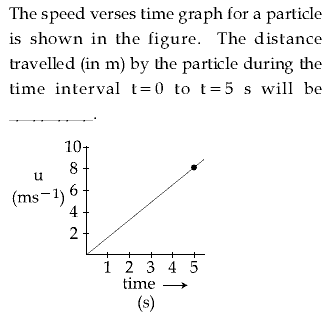 The speed verses time graph for a particle
is shown in the figure. The distance
travelled (in m) by the particle during the
time interval t=0 to t=5 s will be
__________.
10
8
u
(ms⁻¹) 6
4
2
1 2 3 4 5
time →
(s)